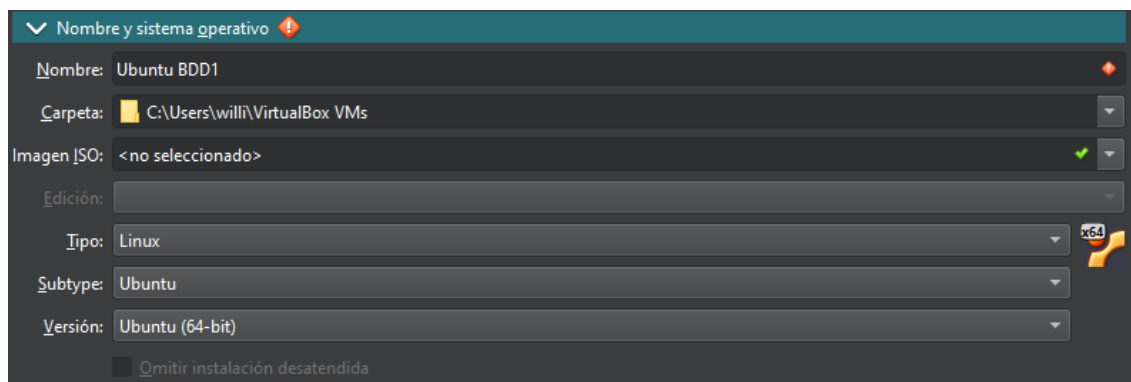 Nombre y sistema operativo
Nombre: Ubuntu BDD1
Carpeta: C:\Users\willi\VirtualBox VMs
Imagen ISO: <no seleccionado>
Edición:
Tipo: Linux
x64
Subtype: Ubuntu
Versión: Ubuntu (64-bit)
Omitir instalación desatendida